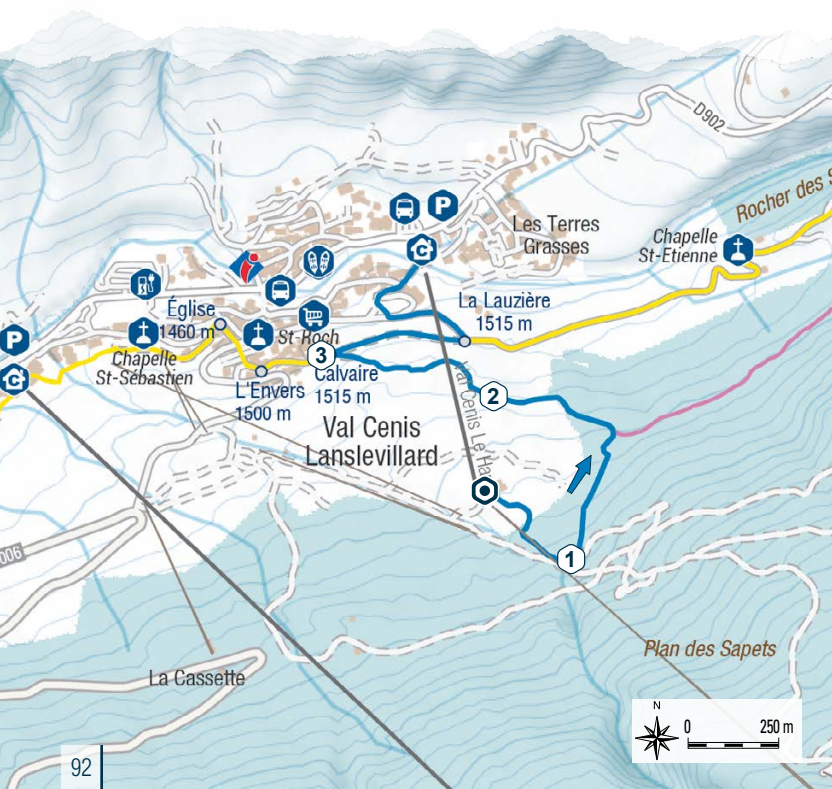 D902
Rocher des S
P
Les Terres
Grasses
Chapelle
St-Etienne
i
La Lauzière
1515 m
Église
1460 m
P
St-Roch
Chapelle
St-Sébastien
3
Calvaire
1515 m
L'Envers
1500 m
2
Val Cenis Le Ha
Val Cenis
Lanslevillard
1
006
Plan des Sapets
La Cassette
N
0
250 m
92